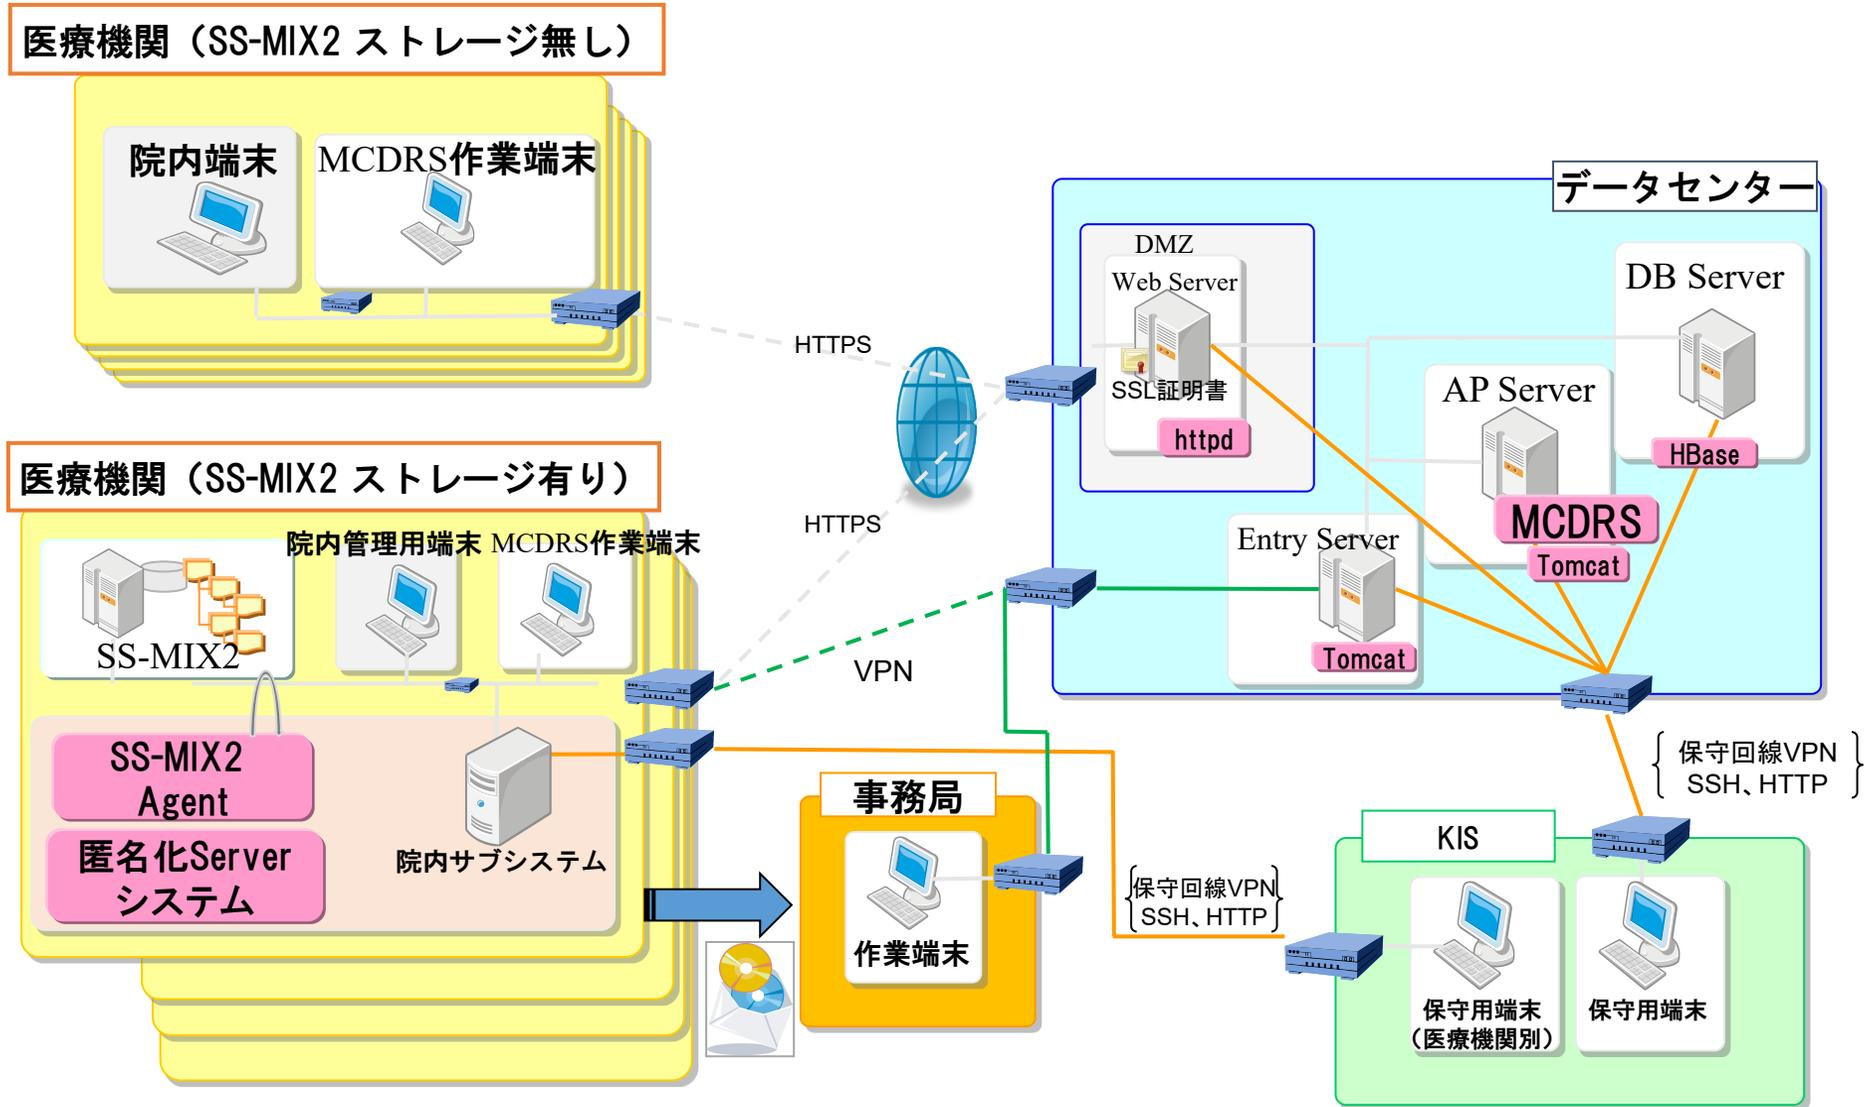 医療機関（SS-MIX2 ストレージ無し）
院内端末
MCDRS作業端末
HTTPS
データセンター
DMZ
Web Server
SSL証明書
httpd
DB Server
HBase
AP Server
MCDRS
Tomcat
Entry Server
Tomcat
医療機関（SS-MIX2 ストレージ有り）
院内管理用端末
MCDRS作業端末
SS-MIX2
HTTPS
VPN
SS-MIX2
Agent
匿名化Server
システム
院内サブシステム
事務局
作業端末
保守回線VPN
SSH、HTTP
保守回線VPN
SSH、HTTP
KIS
保守用端末
（医療機関別）
保守用端末